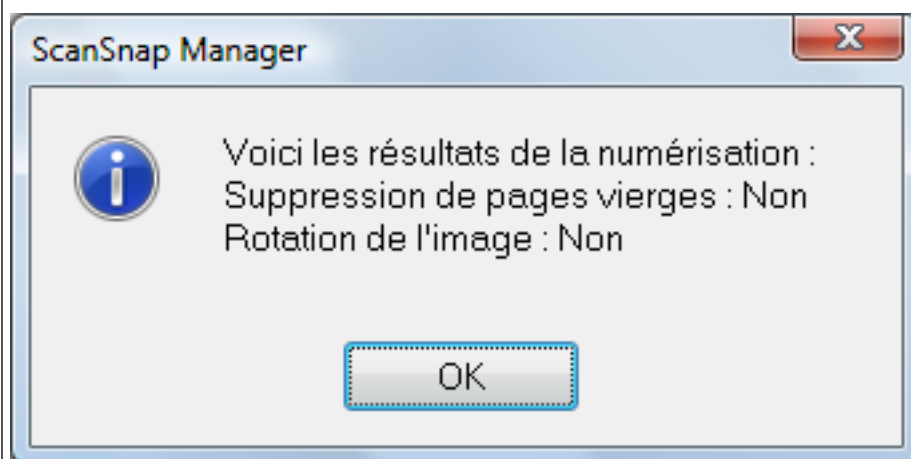 ScanSnap Manager
Voici les résultats de la numérisation :
Suppression de pages vierges : Non
Rotation de l'image : Non
OK